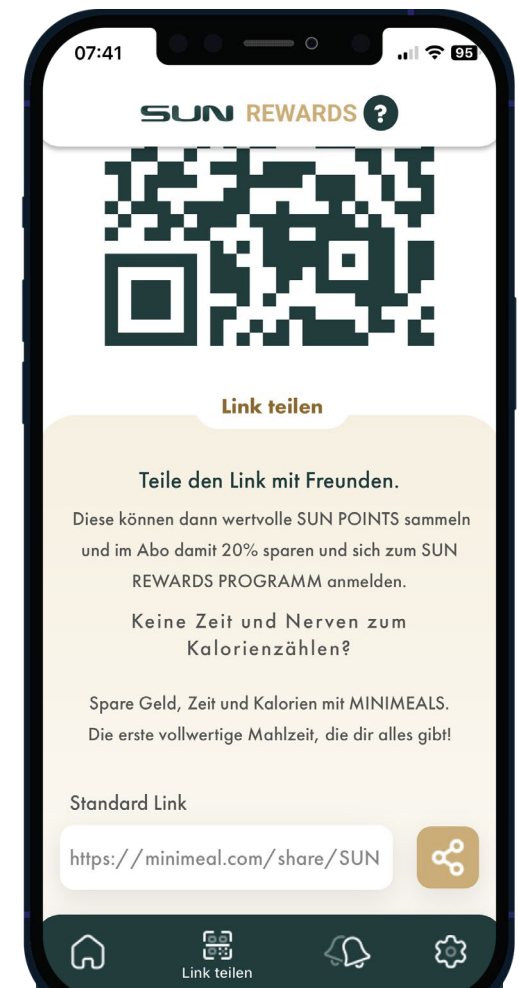 07:41
95
SUN REWARDS ?
Link teilen
Teile den Link mit Freunden.
Diese können dann wertvolle SUN POINTS sammeln
und im Abo damit 20% sparen und sich zum SUN
REWARDS PROGRAMM anmelden.
Keine Zeit und Nerven zum
Kalorienzählen?
Spare Geld, Zeit und Kalorien mit MINIMEALS.
Die erste vollwertige Mahlzeit, die dir alles gibt!
Standard Link
https://minimeal.com/share/SUN
Link teilen